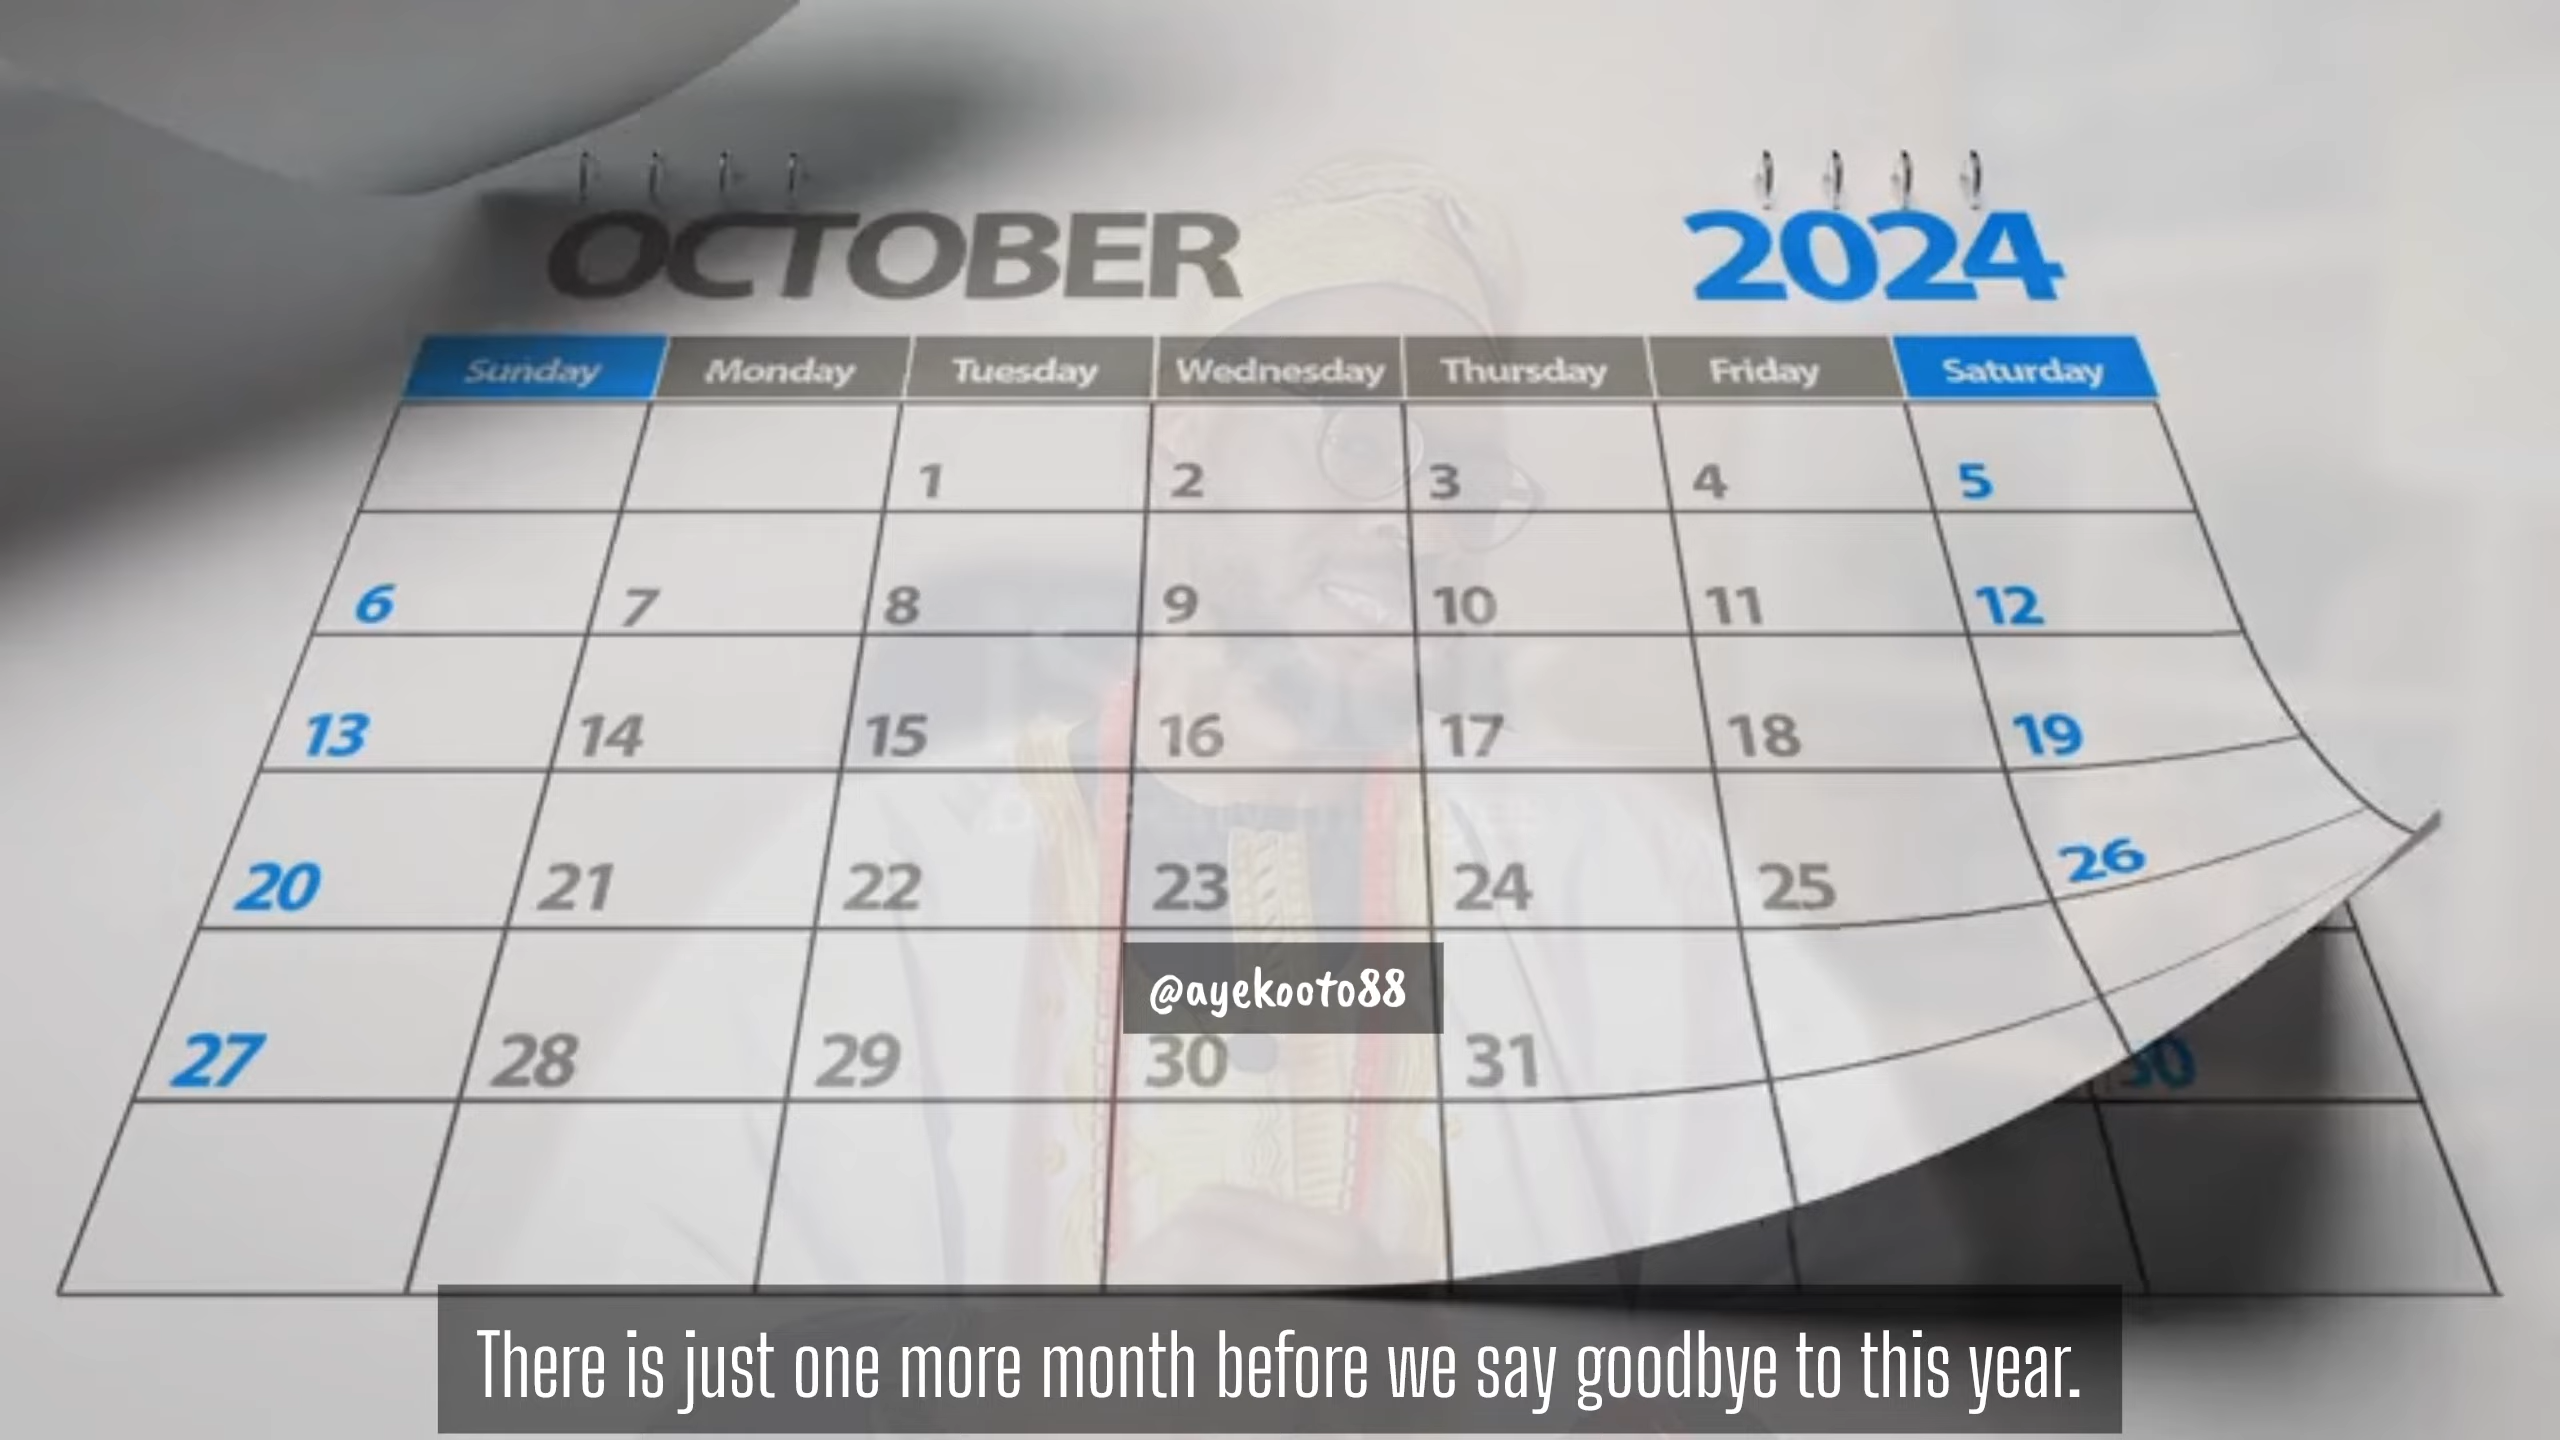 OCTOBER 2024
Sunday Monday Tuesday Wednesday Thursday Friday Saturday
1 2 3 4 5
6 7 8 9 10 11 12
13 14 15 16 17 18 19
20 21 22 23 24 25 26
@ayekooto88
27 28 29 30 31 30
There is just one more month before we say goodbye to this year.